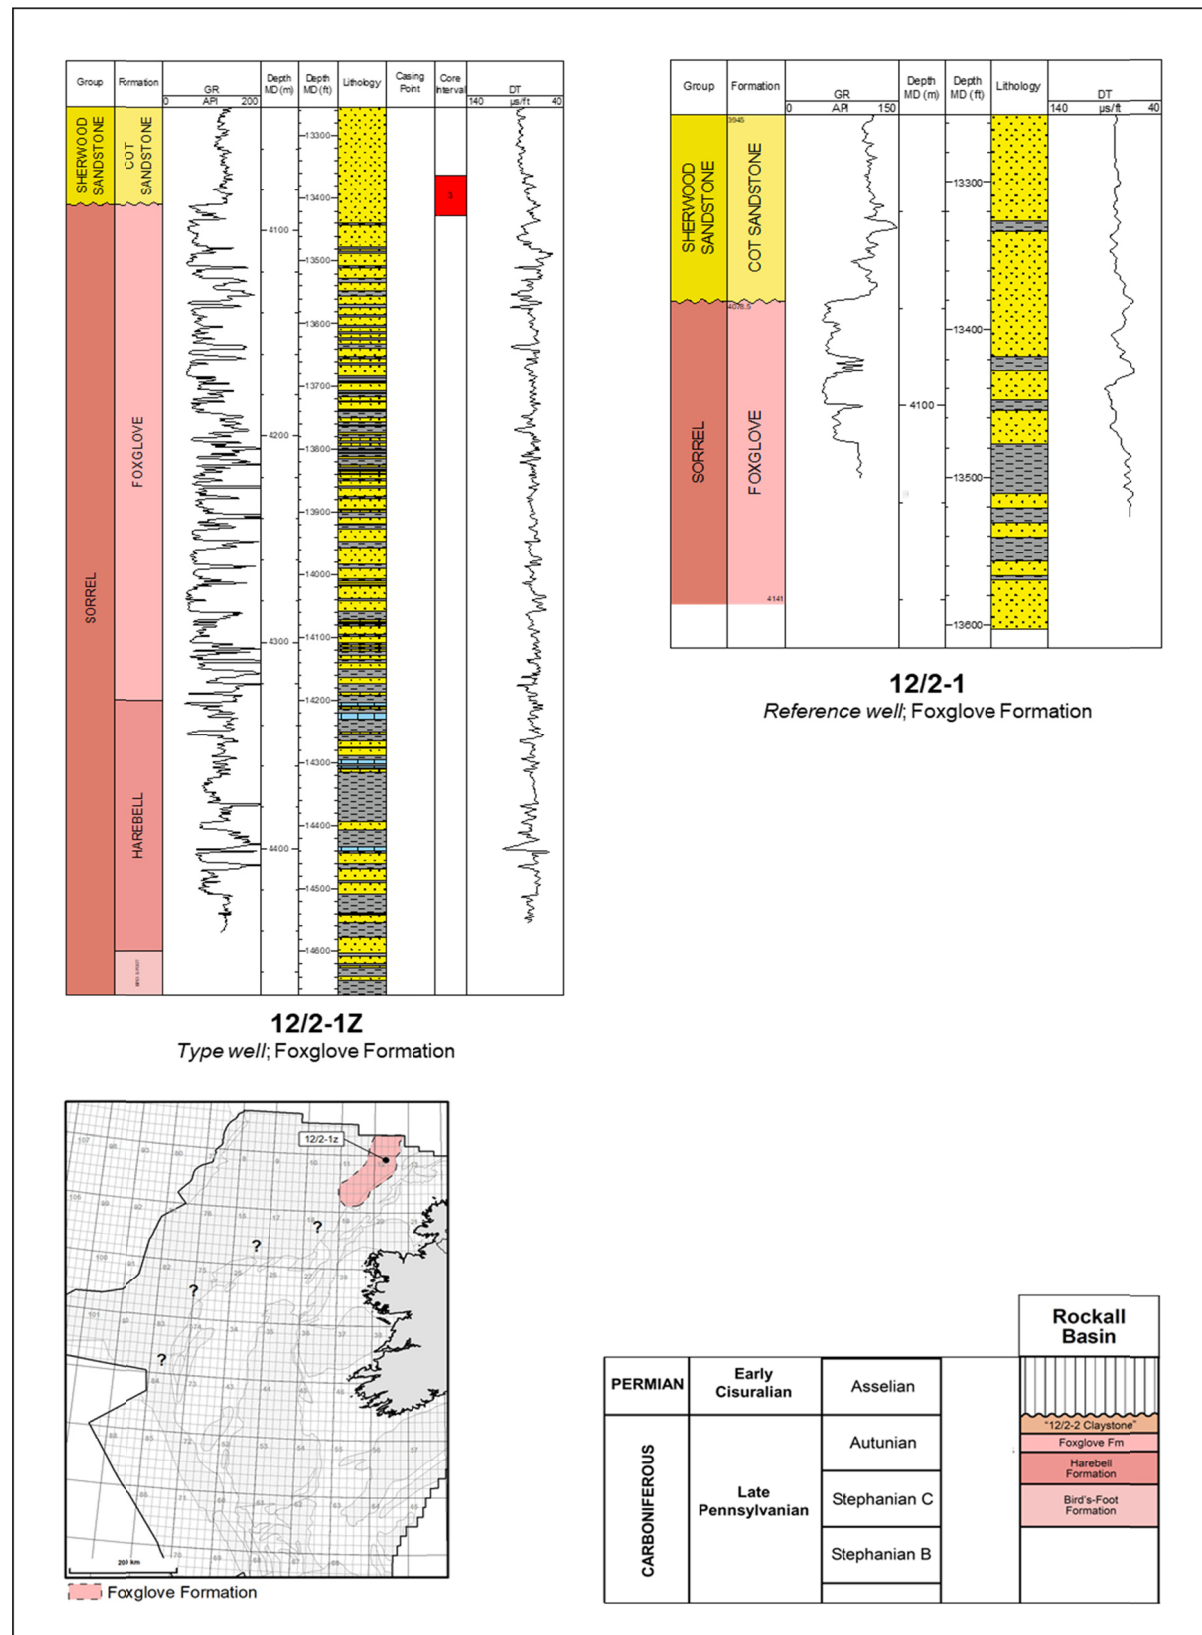 Group
Formation
GR
0 API 200
Depth
MD (m)
Depth
MD (ft)
Lithology
Casing
Point
Core
Interval
DT
140 µs/ft 40
SHERWOOD
SANDSTONE
COT
SANDSTONE
SORREL
FOXGLOVE
HAREBELL
4100
4200
4300
4400
13300
13400
13500
13600
13700
13800
13900
14000
14100
14200
14300
14400
14500
14600
3
12/2-1Z
Type well; Foxglove Formation
Group
Formation
GR
0 API 150
Depth
MD (m)
Depth
MD (ft)
Lithology
DT
140 µs/ft 40
SHERWOOD
SANDSTONE
COT SANDSTONE
3945
4078.5
SORREL
FOXGLOVE
4141
4100
13300
13400
13500
13600
12/2-1
Reference well; Foxglove Formation
12/2-1z
?
?
?
?
200 km
Foxglove Formation
Rockall
Basin
PERMIAN
Early
Cisuralian
Asselian
CARBONIFEROUS
Late
Pennsylvanian
Autunian
Stephanian C
Stephanian B
"12/2-2 Claystone"
Foxglove Fm
Harebell
Formation
Bird's-Foot
Formation